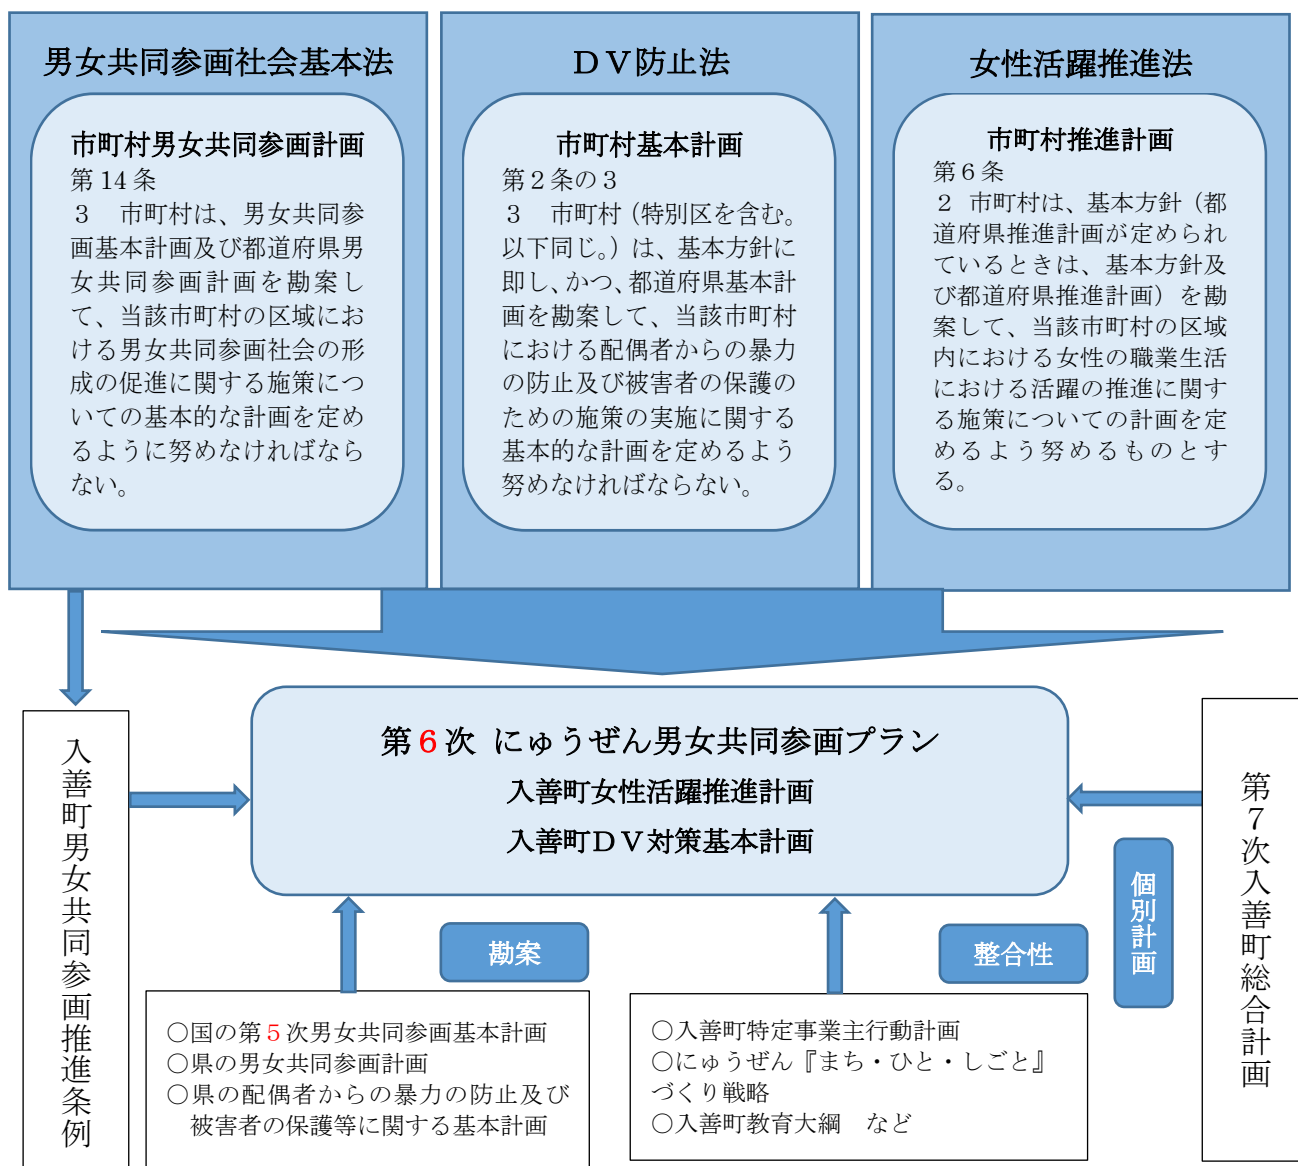 男女共同参画社会基本法
市町村男女共同参画計画
第14条
３　市町村は、男女共同参
画基本計画及び都道府県男
女共同参画計画を勘案し
て、当該市町村の区域にお
ける男女共同参画社会の形
成の促進に関する施策につ
いての基本的な計画を定め
るように努めなければなら
ない。
ＤＶ防止法
市町村基本計画
第２条の３
３　市町村（特別区を含む。
以下同じ。）は、基本方針に
即し、かつ、都道府県基本計
画を勘案して、当該市町村
における配偶者からの暴力
の防止及び被害者の保護の
ための施策の実施に関する
基本的な計画を定めるよう
努めなければならない。
女性活躍推進法
市町村推進計画
第６条
２ 市町村は、基本方針（都
道府県推進計画が定められ
ているときは、基本方針及
び都道府県推進計画）を勘
案して、当該市町村の区域
内における女性の職業生活
における活躍の推進に関す
る施策についての計画を定
めるよう努めるものとす
る。
入善町男女共同参画推進条例
第６次 にゅうぜん男女共同参画プラン
入善町女性活躍推進計画
入善町ＤＶ対策基本計画
第７次入善町総合計画
個別計画
勘案
整合性
○国の第５次男女共同参画基本計画
○県の男女共同参画計画
○県の配偶者からの暴力の防止及び
被害者の保護等に関する基本計画
○入善町特定事業主行動計画
○にゅうぜん『まち・ひと・しごと』
づくり戦略
○入善町教育大綱　など